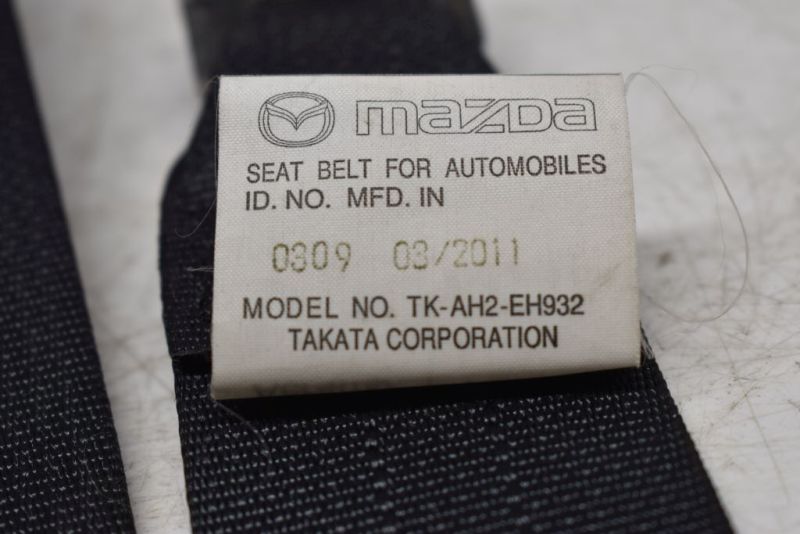 mazda
SEAT BELT FOR AUTOMOBILES
ID. NO. MFD. IN
0309 03/2011
MODEL NO. TK-AH2-EH932
TAKATA CORPORATION